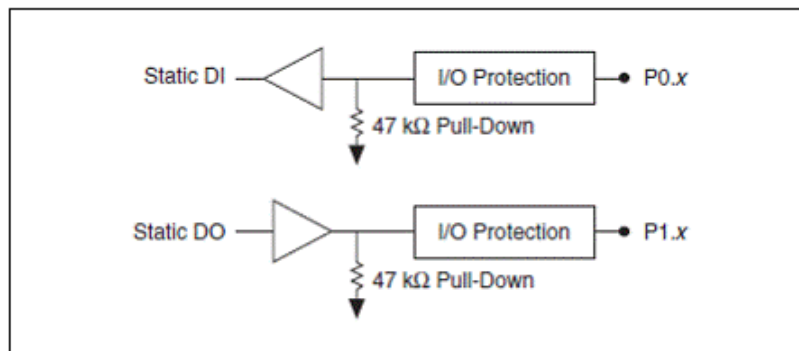 Static DI
I/O Protection
P0.x
47 kΩ Pull-Down
Static DO
I/O Protection
P1.x
47 kΩ Pull-Down